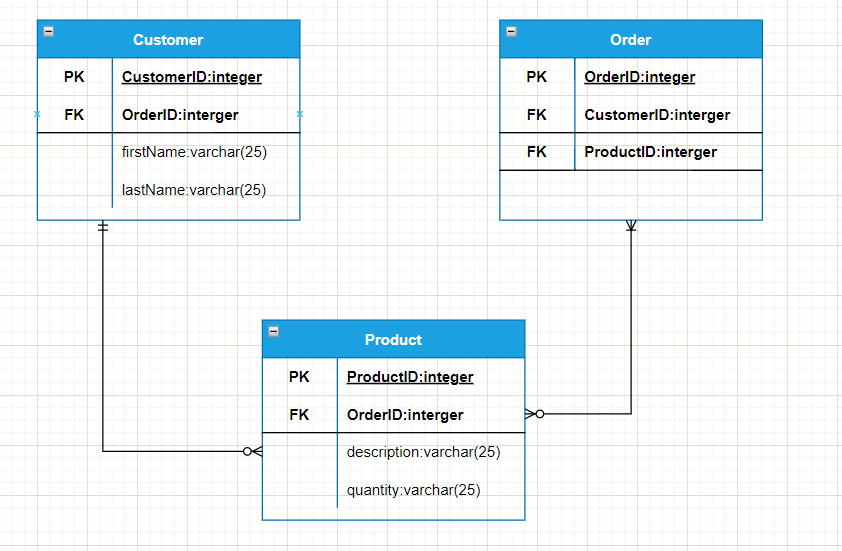 Customer
PK CustomerID:integer
FK OrderID:interger
firstName:varchar(25)
lastName:varchar(25)
Order
PK OrderID:integer
FK CustomerID:interger
FK ProductID:interger
Product
PK ProductID:integer
FK OrderID:interger
description:varchar(25)
quantity:varchar(25)